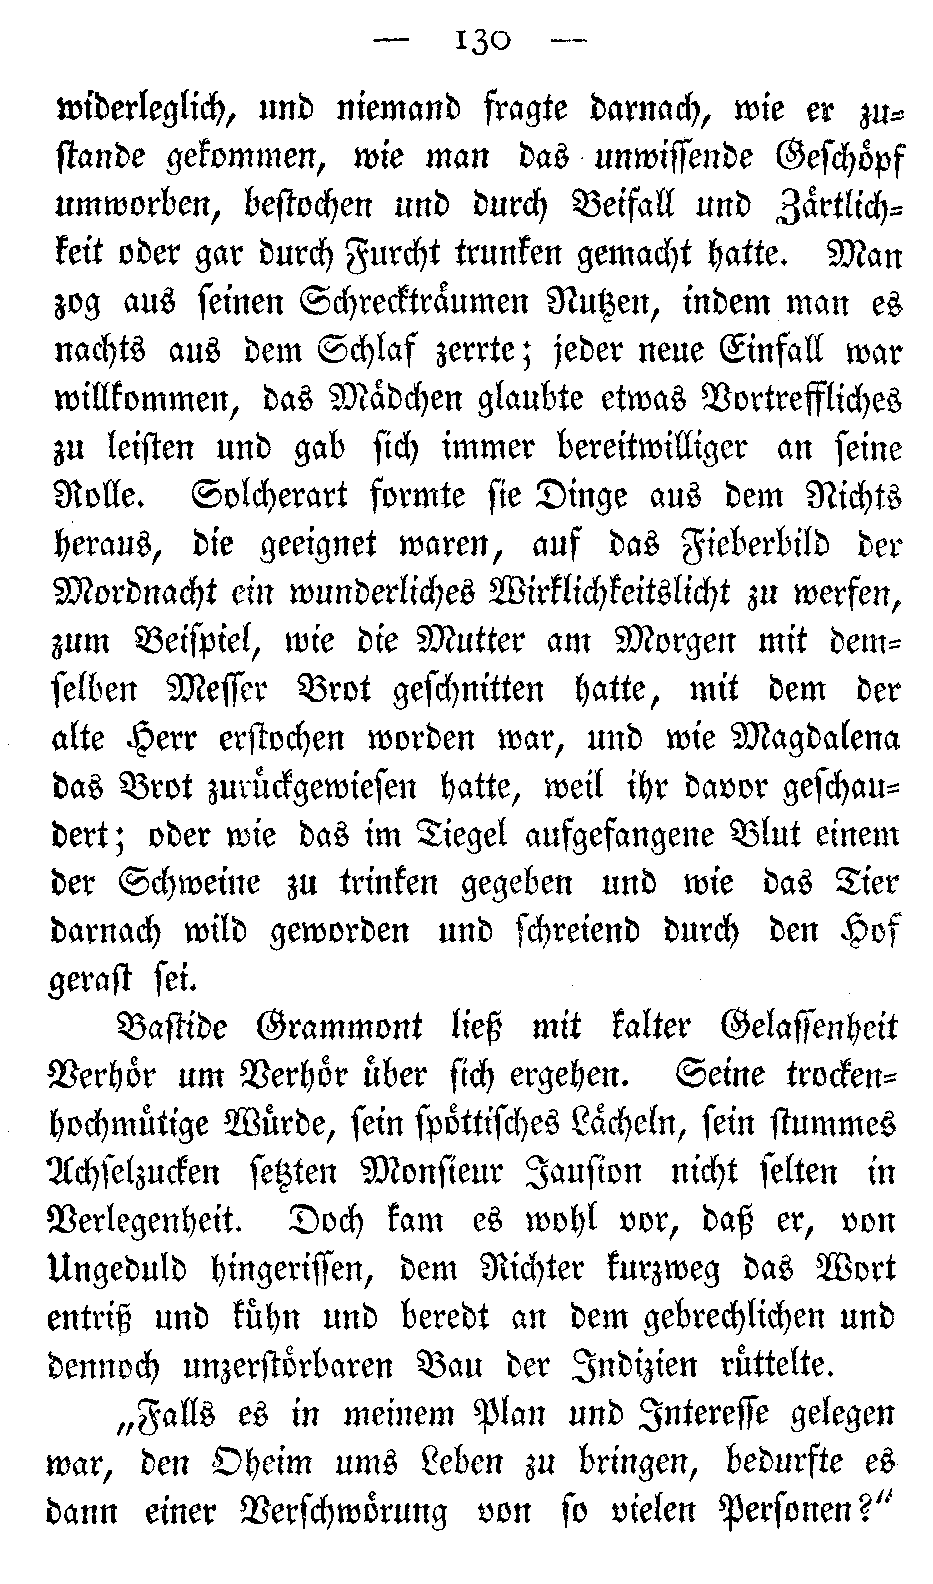 — 130 —
widerleglich, und niemand fragte darnach, wie er zu=
stande gekommen, wie man das unwissende Geschöpf
umworben, bestochen und durch Beifall und Zärtlich=
keit oder gar durch Furcht trunken gemacht hatte. Man
zog aus seinen Schreckträumen Nutzen, indem man es
nachts aus dem Schlaf zerrte; jeder neue Einfall war
willkommen, das Mädchen glaubte etwas Vortreffliches
zu leisten und gab sich immer bereitwilliger an seine
Rolle. Solcherart formte sie Dinge aus dem Nichts
heraus, die geeignet waren, auf das Fieberbild der
Mordnacht ein wunderliches Wirklichkeitslicht zu werfen,
zum Beispiel, wie die Mutter am Morgen mit dem=
selben Messer Brot geschnitten hatte, mit dem der
alte Herr erstochen worden war, und wie Magdalena
das Brot zurückgewiesen hatte, weil ihr davor geschau=
dert; oder wie das im Tiegel aufgefangene Blut einem
der Schweine zu trinken gegeben und wie das Tier
darnach wild geworden und schreiend durch den Hof
gerast sei.
Bastide Grammont ließ mit kalter Gelassenheit
Verhör um Verhör über sich ergehen. Seine trocken=
hochmütige Würde, sein spöttisches Lächeln, sein stummes
Achselzucken setzten Monsieur Jausion nicht selten in
Verlegenheit. Doch kam es wohl vor, daß er, von
Ungeduld hingerissen, dem Richter kurzweg das Wort
entriß und kühn und beredt an dem gebrechlichen und
dennoch unzerstörbaren Bau der Indizien rüttelte.
„Falls es in meinem Plan und Interesse gelegen
war, den Oheim ums Leben zu bringen, bedurfte es
dann einer Verschwörung von so vielen Personen?“